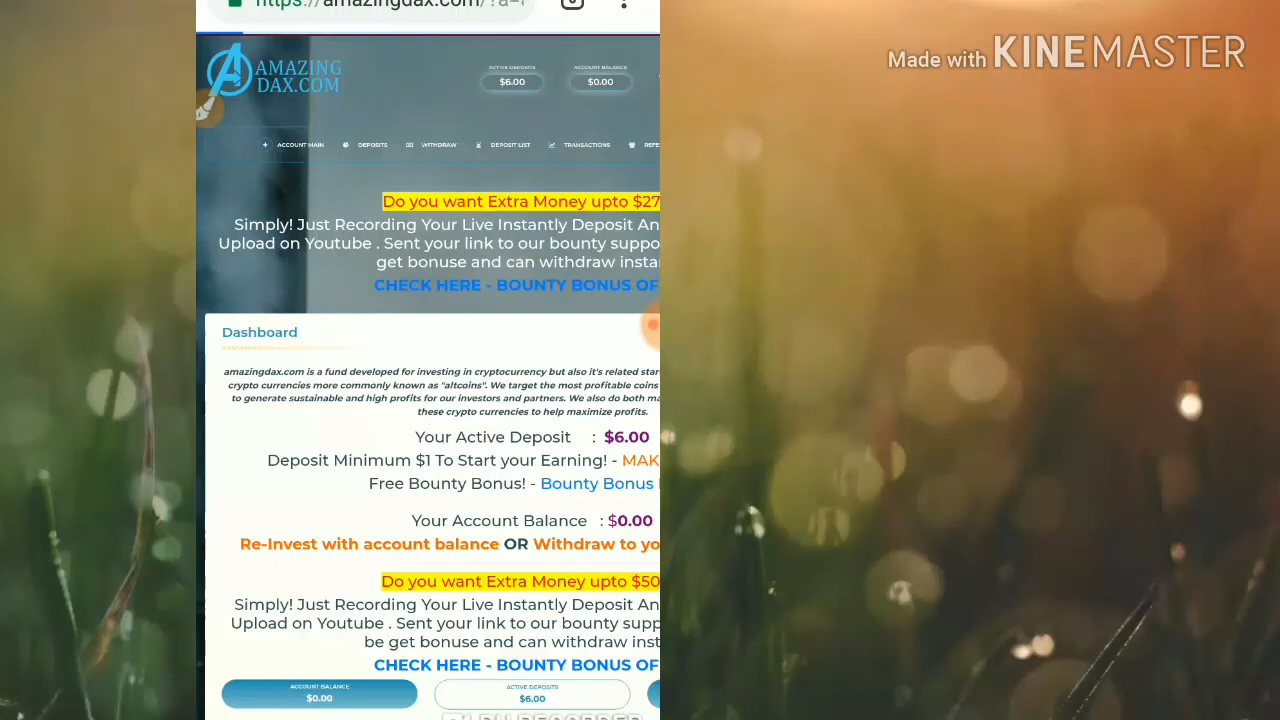 https://amazingdax.com/?a=
Made with KINEMASTER
AMAZING
DAX.COM
ACTIVE DEPOSITS
$6.00
ACCOUNT BALANCE
$0.00
ACCOUNT MAIN DEPOSITS WITHDRAW DEPOSIT LIST TRANSACTIONS REFE
Do you want Extra Money upto $27
Simply! Just Recording Your Live Instantly Deposit An
Upload on Youtube . Sent your link to our bounty suppo
get bonuse and can withdraw insta
CHECK HERE - BOUNTY BONUS OF
Dashboard
amazingdax.com is a fund developed for investing in cryptocurrency but also it's related star
crypto currencies more commonly known as "altcoins". We target the most profitable coins
to generate sustainable and high profits for our investors and partners. We also do both ma
these crypto currencies to help maximize profits.
Your Active Deposit : $6.00
Deposit Minimum $1 To Start your Earning! - MAK
Free Bounty Bonus! - Bounty Bonus
Your Account Balance : $0.00
Re-Invest with account balance OR Withdraw to yo
Do you want Extra Money upto $50
Simply! Just Recording Your Live Instantly Deposit An
Upload on Youtube . Sent your link to our bounty supp
be get bonuse and can withdraw inst
CHECK HERE - BOUNTY BONUS OF
ACCOUNT BALANCE
$0.00
ACTIVE DEPOSITS
$6.00